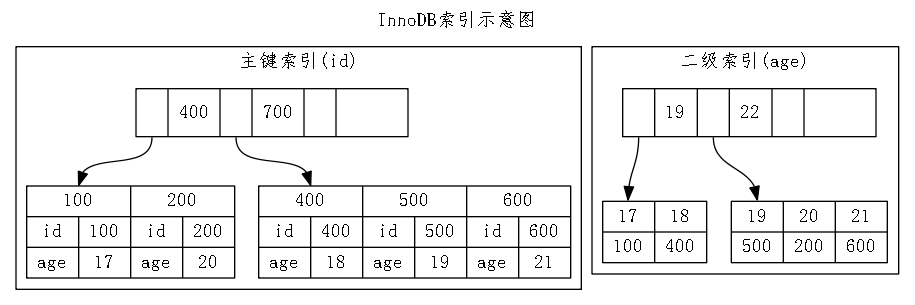 InnoDB索引示意图
主键索引(id)
400 700
100 200
id 100 id 200
age 17 age 20
400 500 600
id 400 id 500 id 600
age 18 age 19 age 21
二级索引(age)
19 22
17 18
100 400
19 20 21
500 200 600